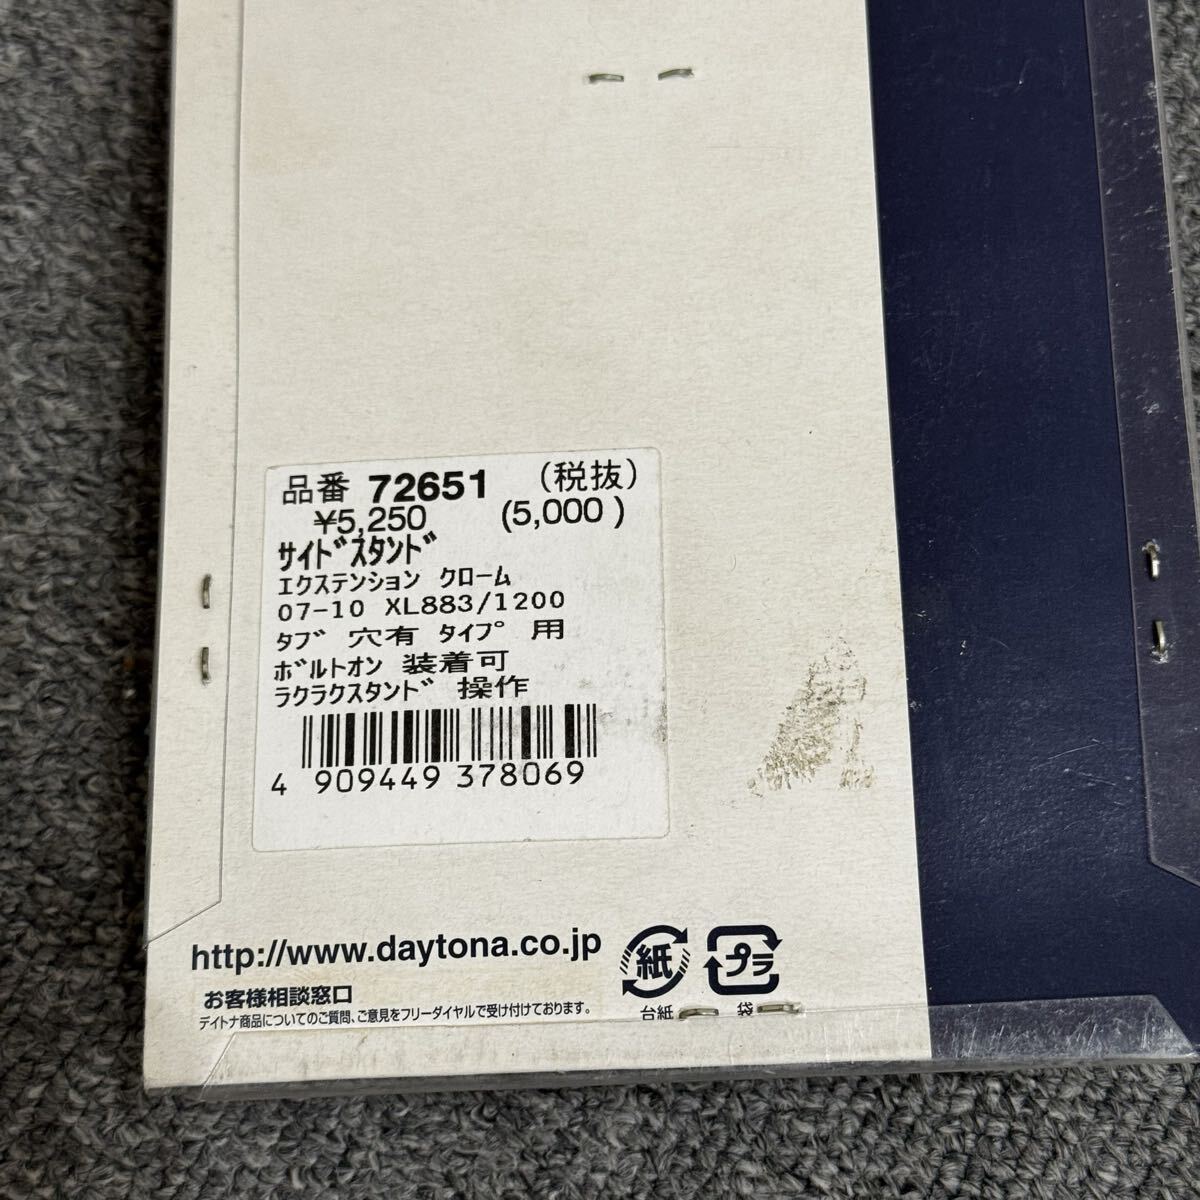 品番 72651 (税抜)
¥5,250 (5,000 )
ｻｲﾄﾞｽﾀﾝﾄﾞ
ｴｸｽﾃﾝｼｮﾝ ｸﾛｰﾑ
07-10 XL883/1200
ﾀﾌﾞ 穴有 ﾀｲﾌﾟ 用
ﾎﾞﾙﾄｵﾝ 装着可
ﾗｸﾗｸｽﾀﾝﾄﾞ 操作
4 909449 378069
http://www.daytona.co.jp
紙 プラ
お客様相談窓口
デイトナ商品についてのご質問、ご意見をフリーダイヤルで受け付けております。
台紙 袋